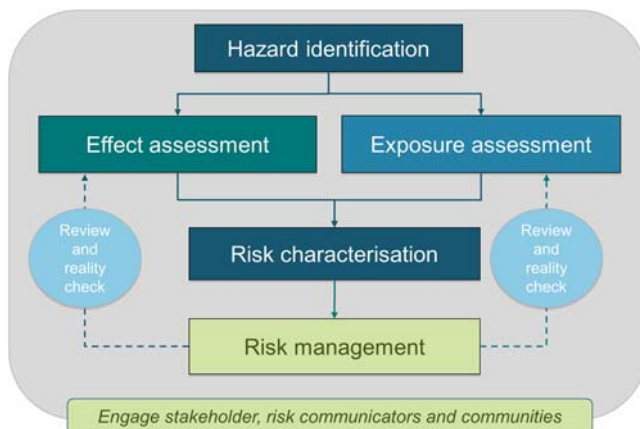 Hazard identification
Effect assessment
Exposure assessment
Review
and
reality
check
Risk characterisation
Review
and
reality
check
Risk management
Engage stakeholder, risk communicators and communities